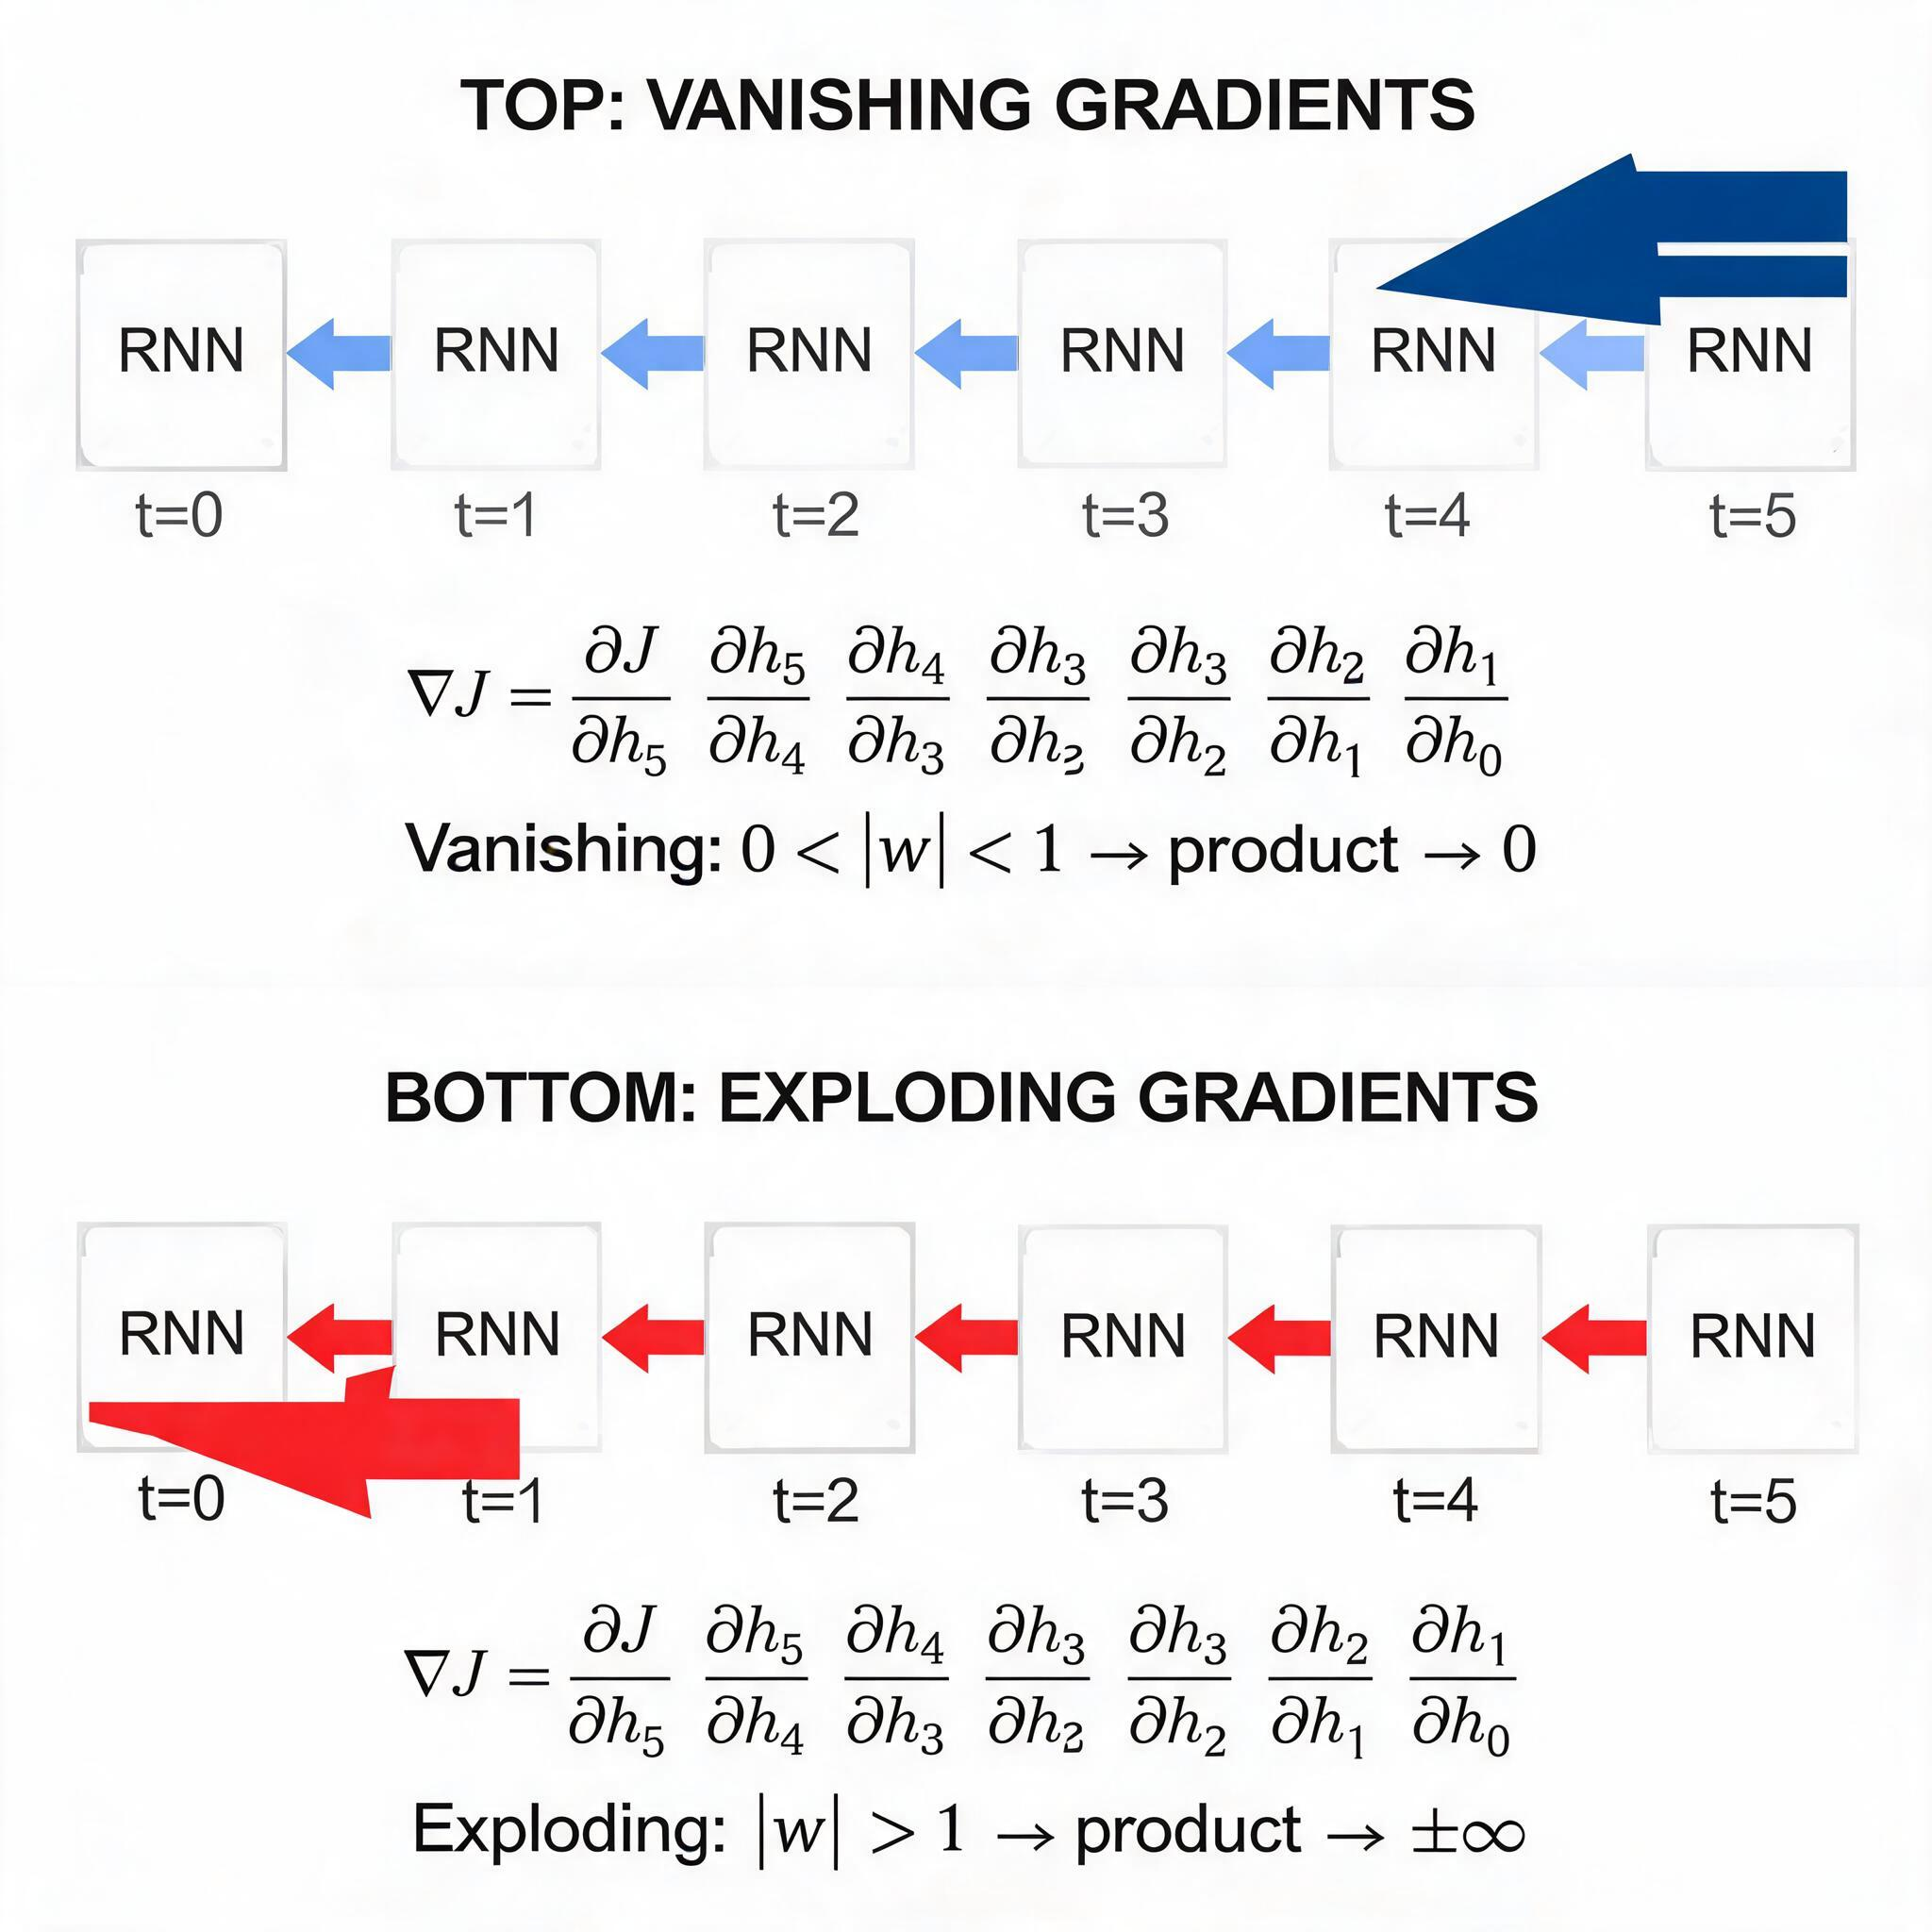 TOP: VANISHING GRADIENTS
RNN RNN RNN RNN RNN RNN
t=0 t=1 t=2 t=3 t=4 t=5
∇J = ∂J/∂h₅ ∂h₅/∂h₄ ∂h₄/∂h₃ ∂h₃/∂h₂ ∂h₃/∂h₂ ∂h₂/∂h₁ ∂h₁/∂h₀
Vanishing: 0 < |w| < 1 → product → 0
BOTTOM: EXPLODING GRADIENTS
RNN RNN RNN RNN RNN RNN
t=0 t=1 t=2 t=3 t=4 t=5
∇J = ∂J/∂h₅ ∂h₅/∂h₄ ∂h₄/∂h₃ ∂h₃/∂h₂ ∂h₃/∂h₂ ∂h₂/∂h₁ ∂h₁/∂h₀
Exploding: |w| > 1 → product → ±∞